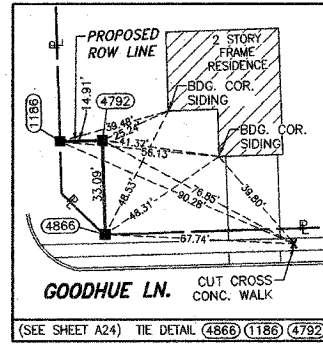 PROPOSED
ROW LINE
2 STORY
FRAME
RESIDENCE
BDG. COR.
SIDING
BDG. COR.
SIDING
1186
4792
4866
14.91'
39.48'
41.32'
56.13'
33.09'
48.53'
48.31'
76.85'
90.28'
39.80'
67.74'
GOODHUE LN.
CUT CROSS
CONC. WALK
(SEE SHEET A24) TIE DETAIL 4866 1186 4792